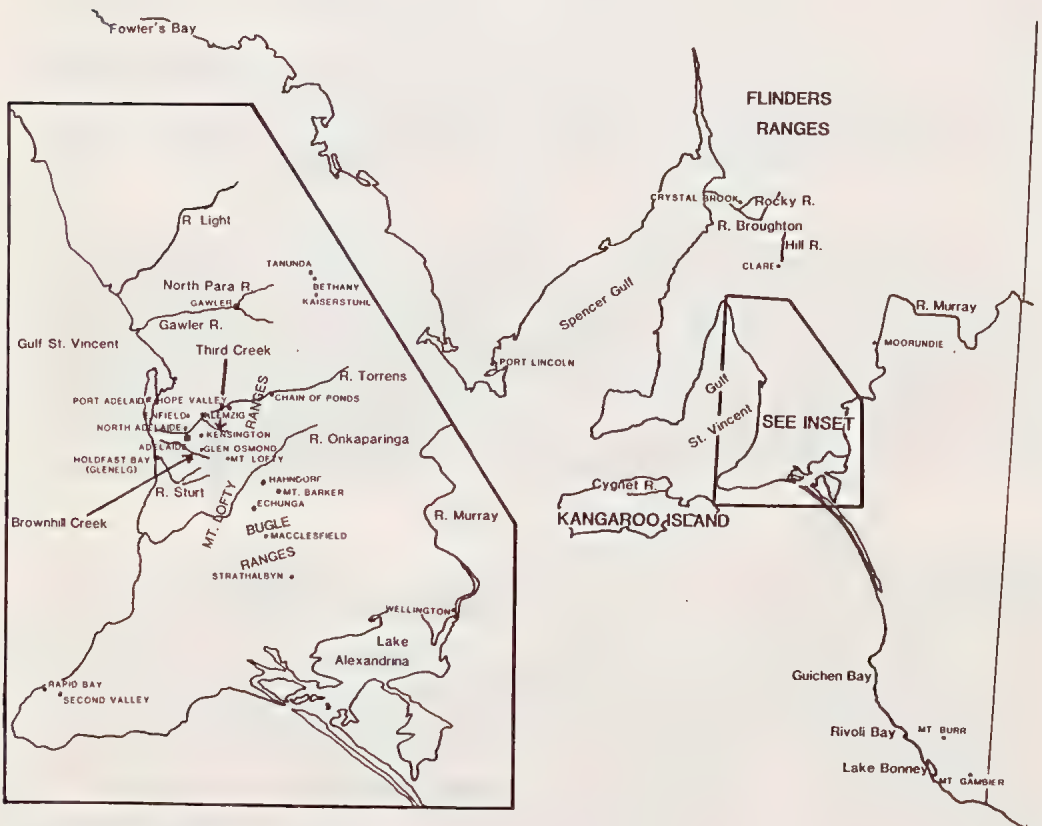 Fowler's Bay
FLINDERS
RANGES
CRYSTAL BROOK
Rocky R.
R. Broughton
Hill R.
CLARE
Spencer Gulf
R. Murray
MOORUNDIE
PORT LINCOLN
Gulf
St. Vincent
SEE INSET
Cygnet R.
KANGAROO ISLAND
Guichen Bay
Rivoli Bay
MT BURR
Lake Bonney
MT GAMBIER
R Light
TANUNDA
BETHANY
KAISERSTUHL
North Para R.
GAWLER
Gawler R.
Gulf St. Vincent
Third Creek
R. Torrens
PORT ADELAIDE
HOPE VALLEY
CHAIN OF PONDS
ENFIELD
KLEMZIG
NORTH ADELAIDE
KENSINGTON
ADELAIDE
GLEN OSMOND
MT LOFTY
HOLDFAST BAY
(GLENELG)
R. Onkaparinga
R. Sturt
Brownhill Creek
MT. LOFTY
RANGES
HAHNDORF
MT. BARKER
ECHUNGA
BUGLE
MACCLESFIELD
RANGES
STRATHALBYN
R. Murray
WELLINGTON
Lake
Alexandrina
RAPID BAY
SECOND VALLEY